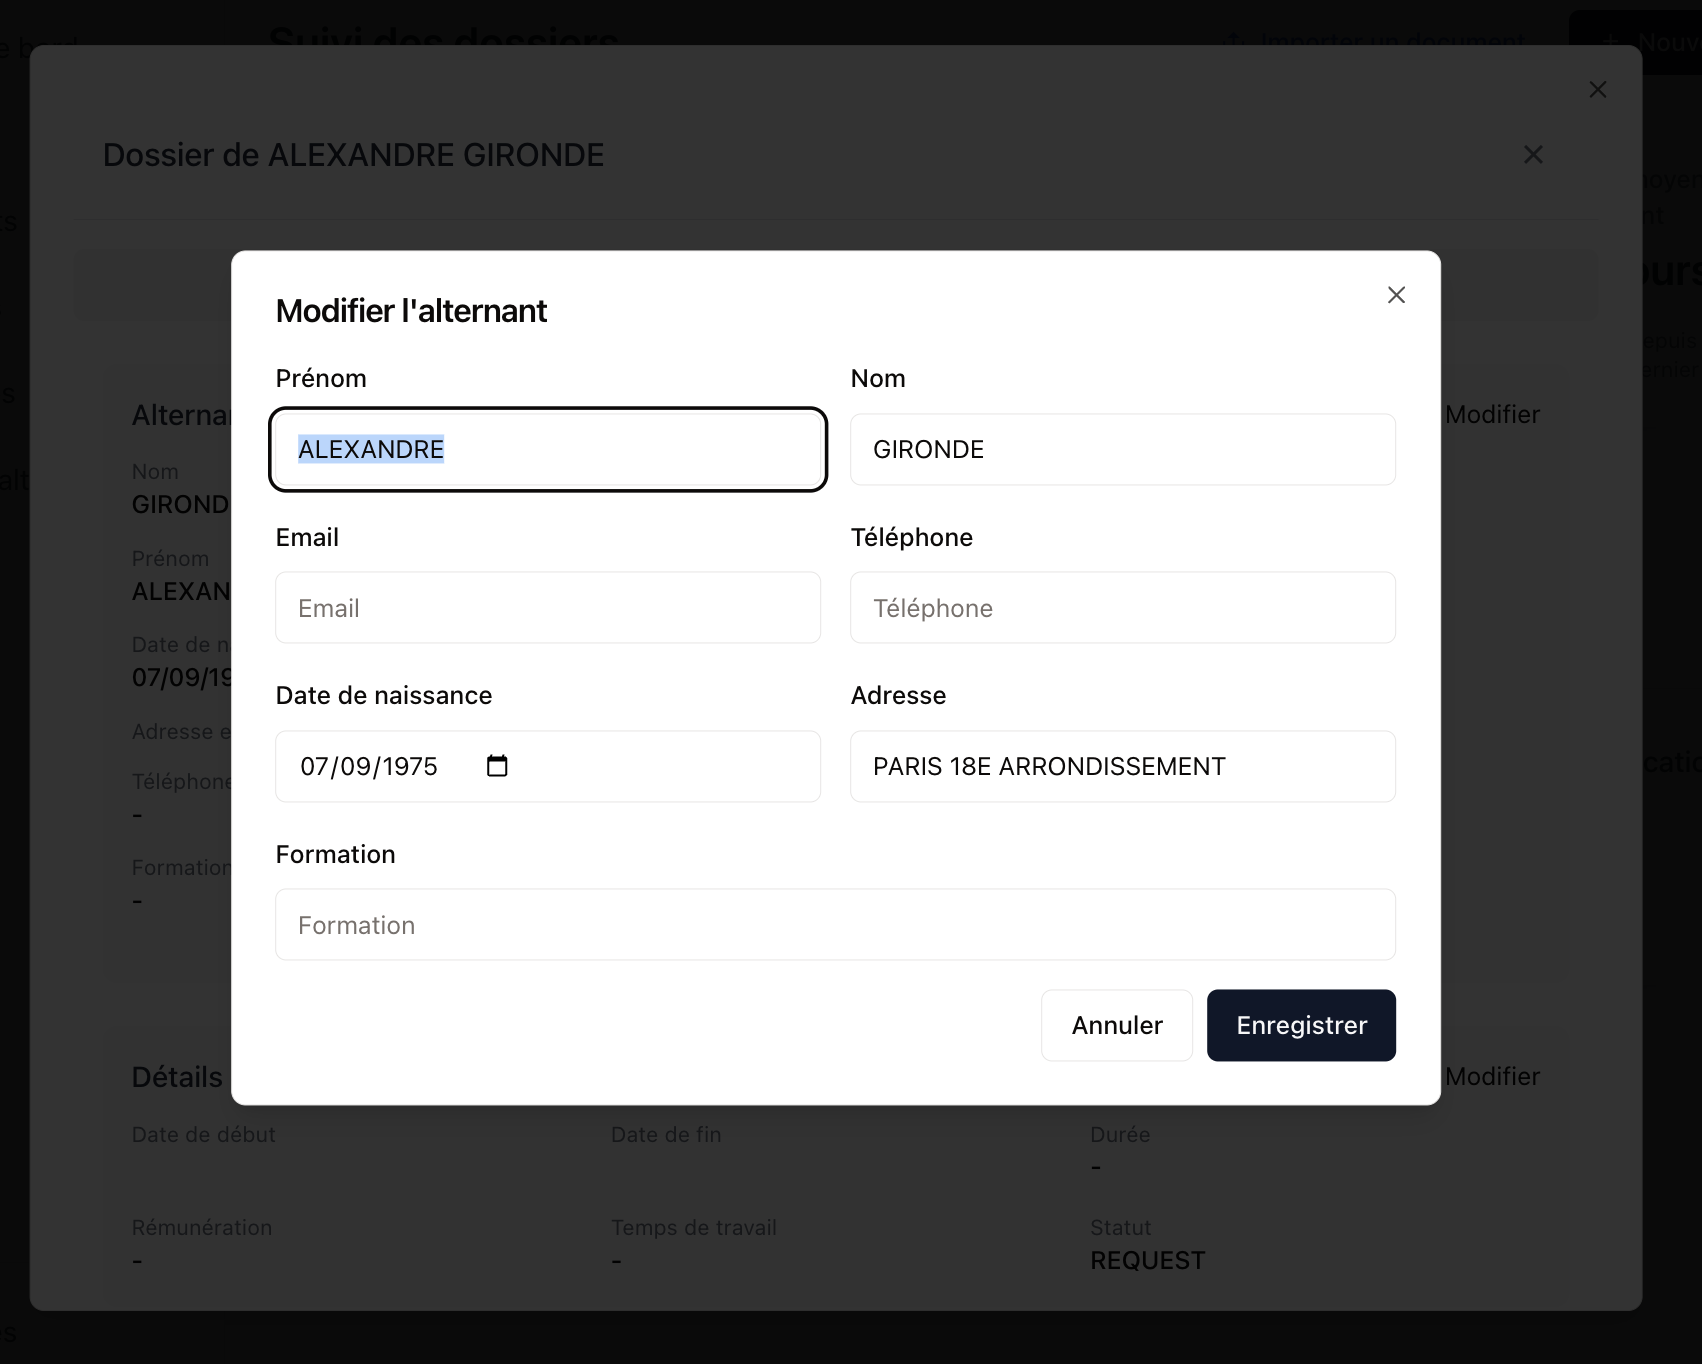 Suivi des dossiers
Importer un document
+ Nouv
Dossier de ALEXANDRE GIRONDE
Modifier l'alternant
Prénom
Nom
ALEXANDRE
GIRONDE
Email
Téléphone
Email
Téléphone
Date de naissance
Adresse
07/09/1975
PARIS 18E ARRONDISSEMENT
Formation
Formation
Annuler
Enregistrer
Alternan
Modifier
Nom
GIROND
Prénom
ALEXAN
Date de n
07/09/19
Adresse e
Téléphone
-
Formation
-
Détails
Modifier
Date de début
Date de fin
Durée
-
Rémunération
Temps de travail
Statut
-
-
REQUEST